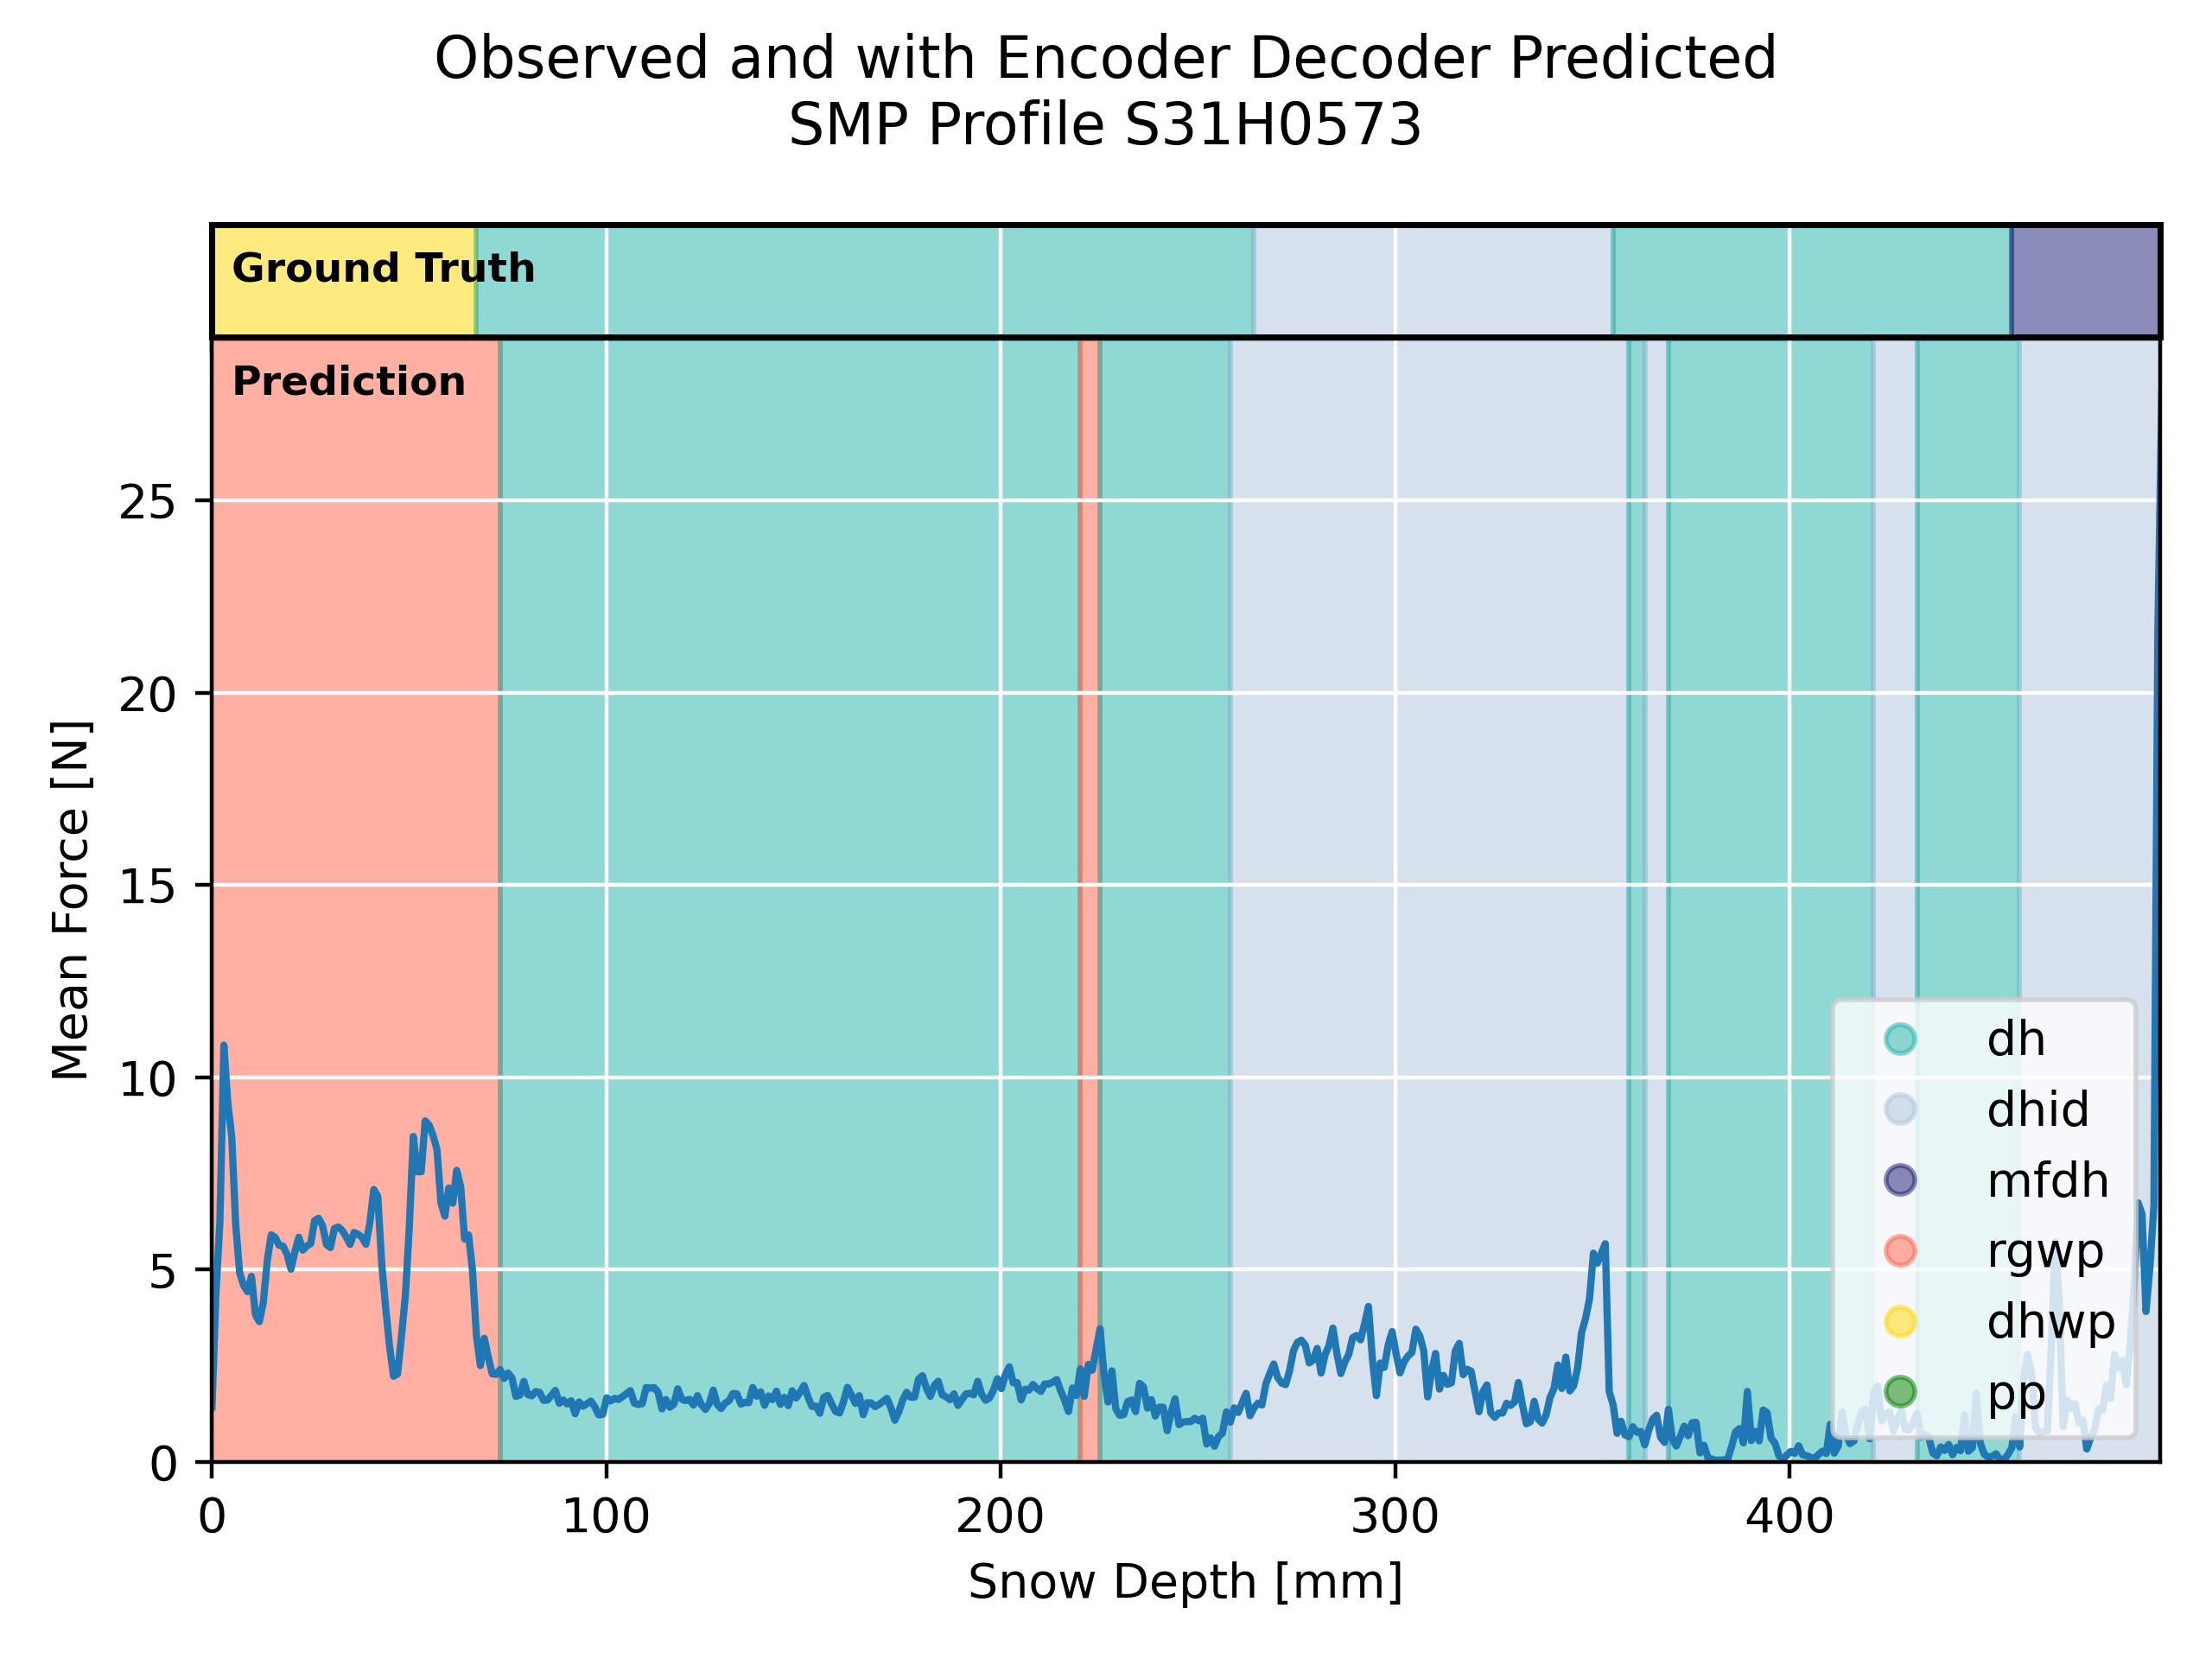 Observed and with Encoder Decoder Predicted
SMP Profile S31H0573
Ground Truth
Prediction
25
20
15
10
5
0
Mean Force [N]
dh
dhid
mfdh
rgwp
dhwp
pp
0 100 200 300 400
Snow Depth [mm]